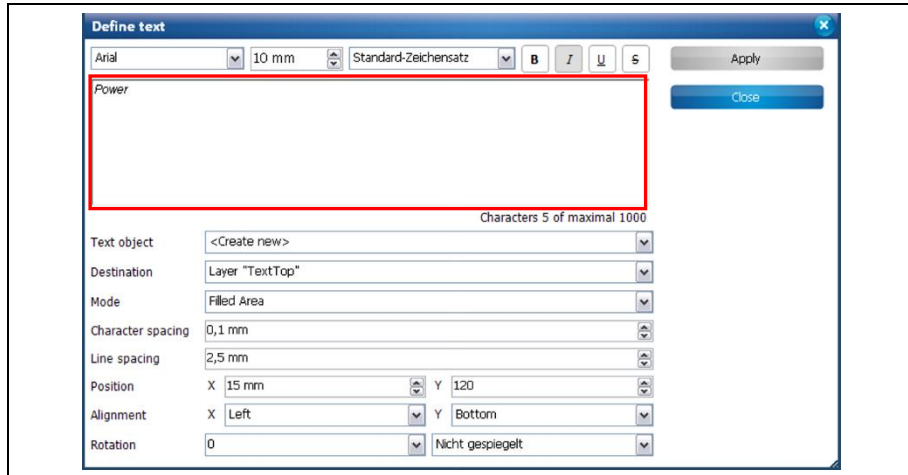 Define text
Arial 10 mm Standard-Zeichensatz B I U S Apply
Power Close
Characters 5 of maximal 1000
Text object <Create new>
Destination Layer "TextTop"
Mode Filled Area
Character spacing 0,1 mm
Line spacing 2,5 mm
Position X 15 mm Y 120
Alignment X Left Y Bottom
Rotation 0 Nicht gespiegelt